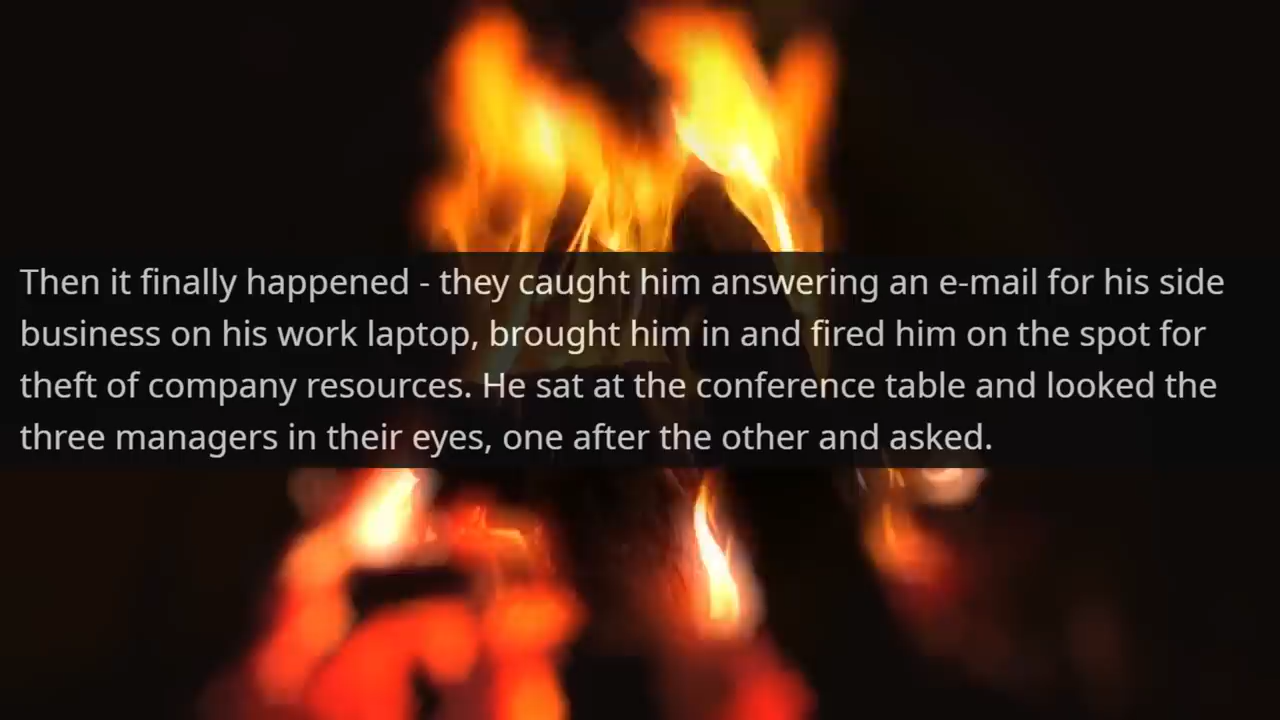 Then it finally happened - they caught him answering an e-mail for his side
business on his work laptop, brought him in and fired him on the spot for
theft of company resources. He sat at the conference table and looked the
three managers in their eyes, one after the other and asked.